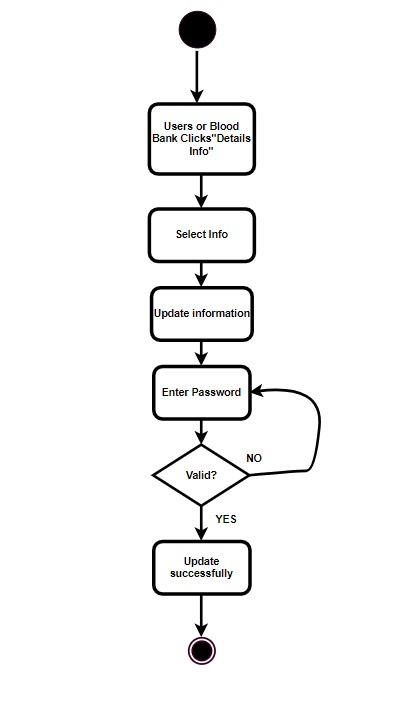 Users or Blood
Bank Clicks"Details
Info"
Select Info
Update information
Enter Password
Valid?
NO
YES
Update
successfully